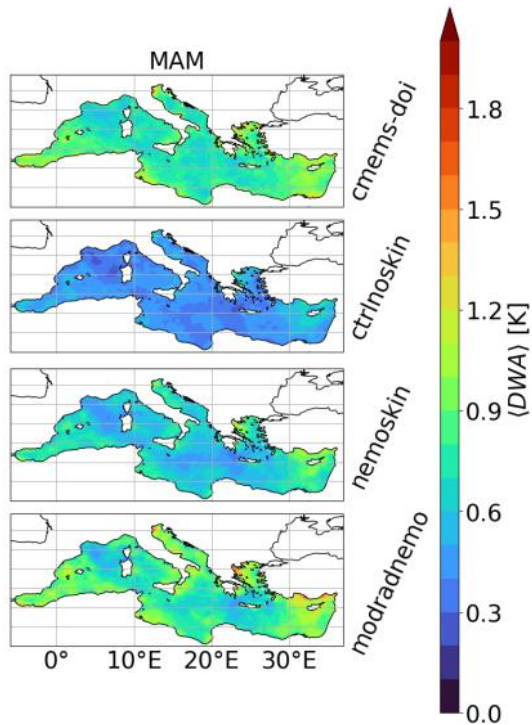 MAM
cmems-doi
ctrlnoskin
nemoskin
modradnemo
0°
10°E
20°E
30°E
1.8
1.5
1.2
0.9
0.6
0.3
0.0
⟨DWA⟩ [K]